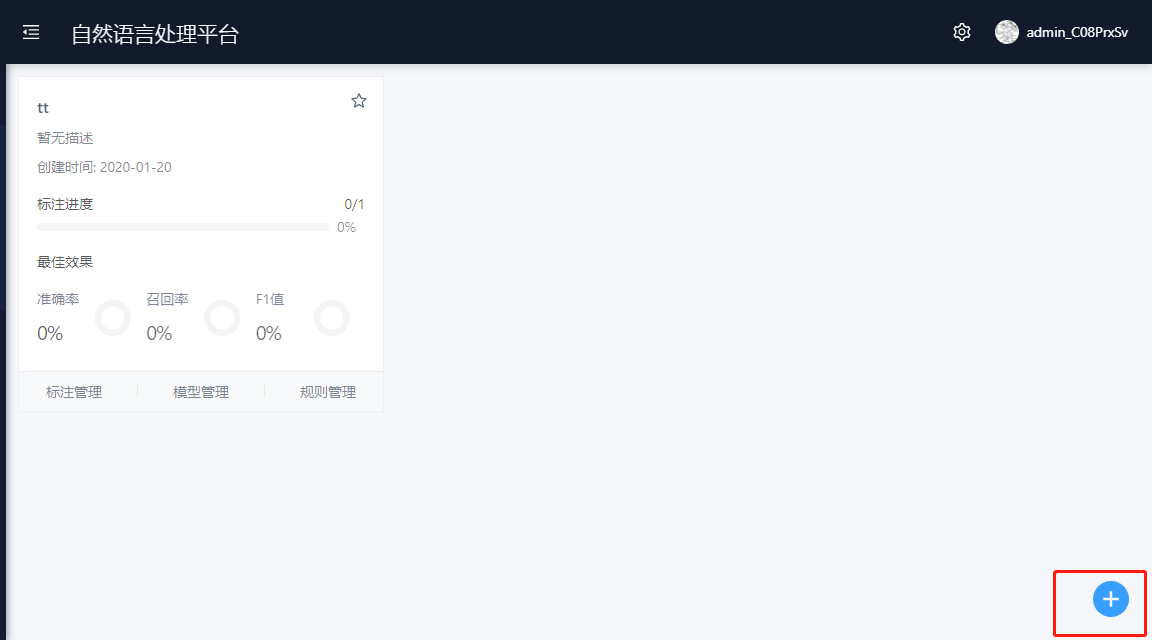 自然语言处理平台
admin_C08PrxSv
tt
暂无描述
创建时间: 2020-01-20
标注进度 0/1
0%
最佳效果
准确率 召回率 F1值
0% 0% 0%
标注管理 模型管理 规则管理